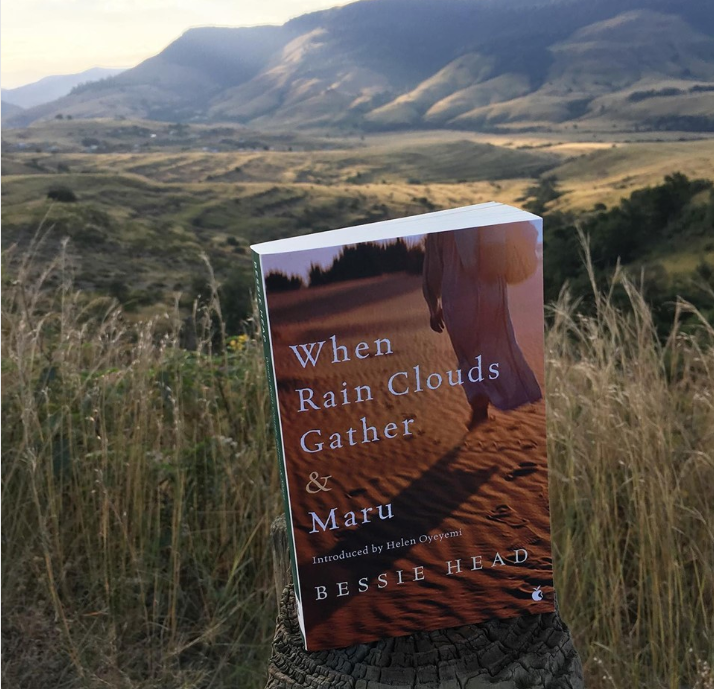 When
Rain Clouds
Gather
&
Maru
Introduced by Helen Oyeyemi
BESSIE HEAD